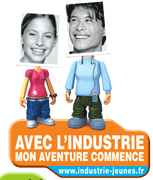 AVEC L'INDUSTRIE
MON AVENTURE COMMENCE
www.industrie-jeunes.fr